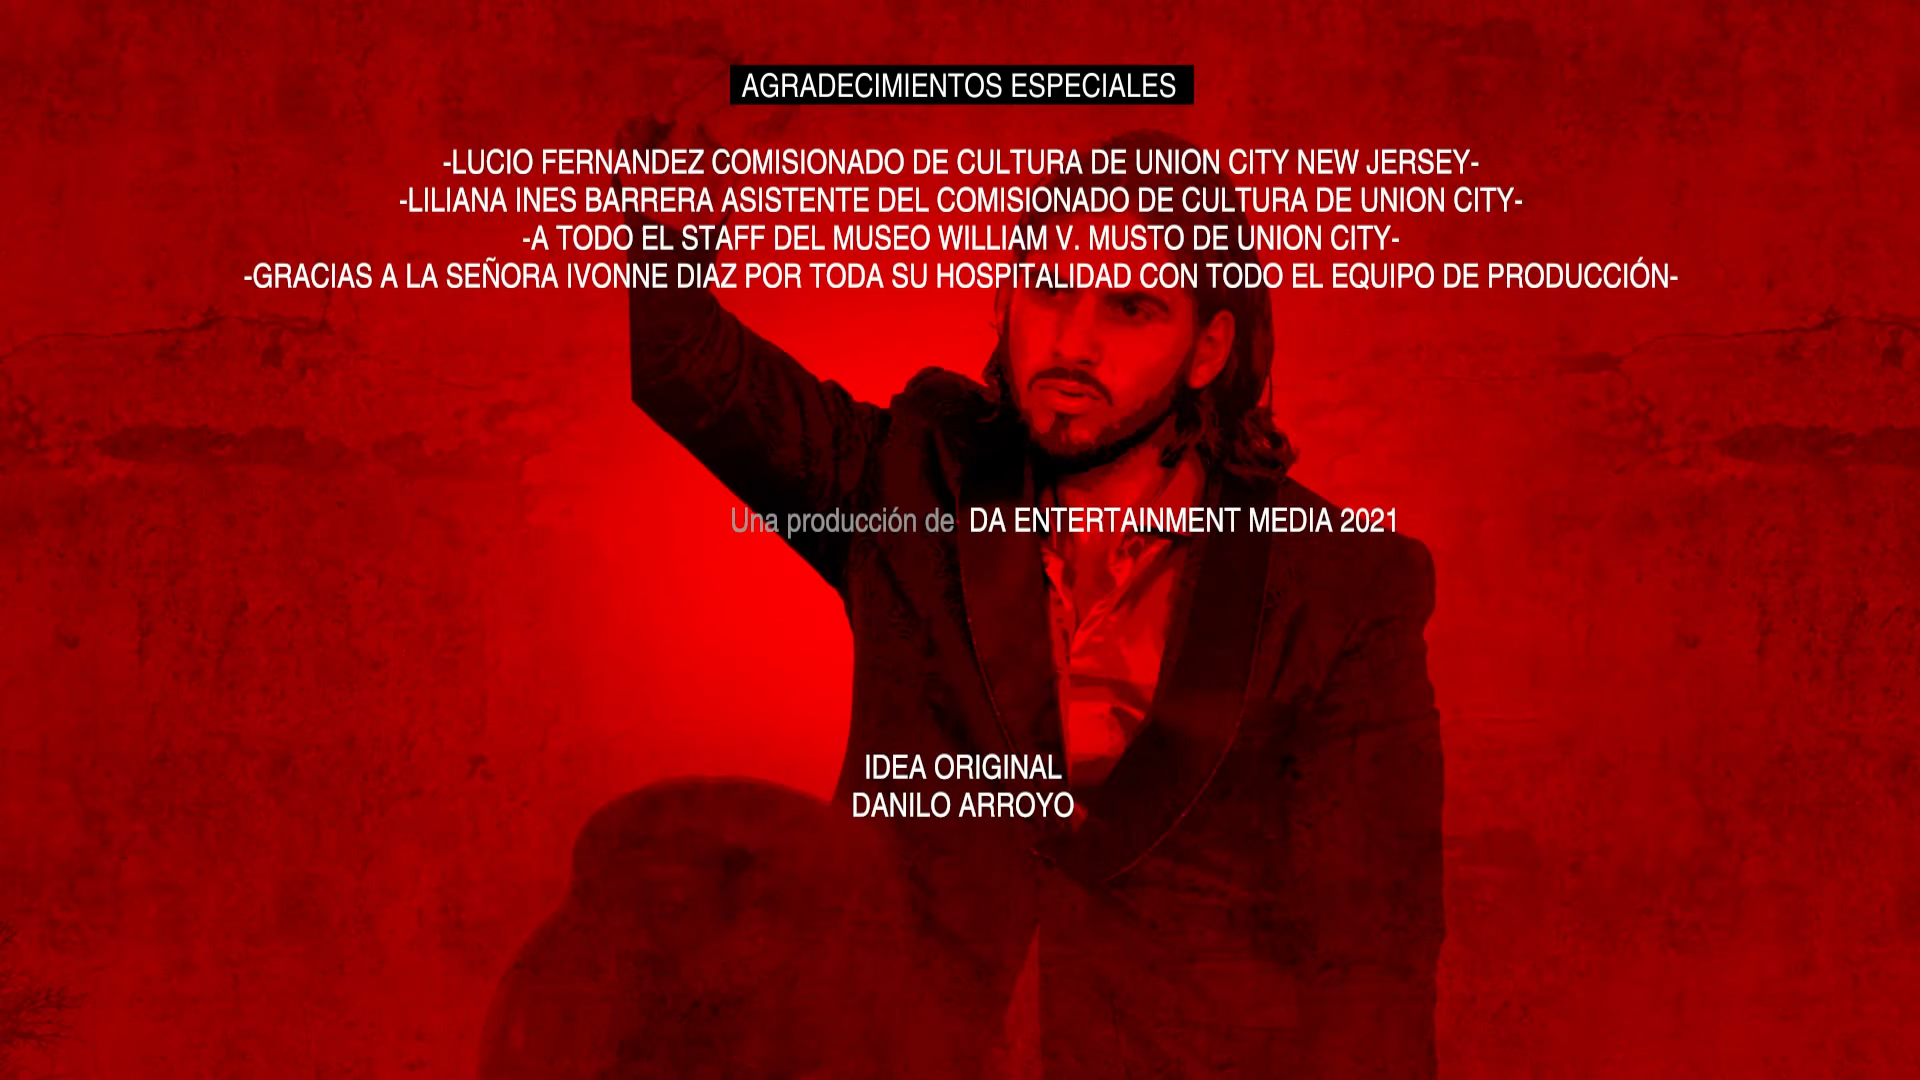 AGRADECIMIENTOS ESPECIALES
-LUCIO FERNANDEZ COMISIONADO DE CULTURA DE UNION CITY NEW JERSEY-
-LILIANA INES BARRERA ASISTENTE DEL COMISIONADO DE CULTURA DE UNION CITY-
-A TODO EL STAFF DEL MUSEO WILLIAM V. MUSTO DE UNION CITY-
-GRACIAS A LA SEÑORA IVONNE DIAZ POR TODA SU HOSPITALIDAD CON TODO EL EQUIPO DE PRODUCCIÓN-
Una producción de DA ENTERTAINMENT MEDIA 2021
IDEA ORIGINAL
DANILO ARROYO